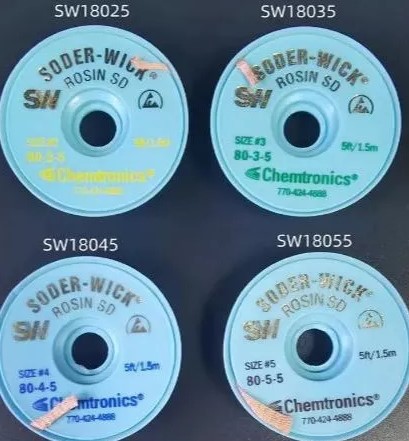 SW18025
SODER-WICK
ROSIN SD
SW
80-2-5
Chemtronics®
SW18035
SODER-WICK®
ROSIN SD
SW
SIZE #3
80-3-5
5ft/1.5m
Chemtronics®
770-424-4888
SW18045
SODER-WICK®
ROSIN SD
SW
SIZE #4
80-4-5
5ft/1.5m
Chemtronics®
770-424-4888
SW18055
SODER-WICK®
ROSIN SD
SW
SIZE #5
80-5-5
5ft/1.5m
Chemtronics®
770-424-4888